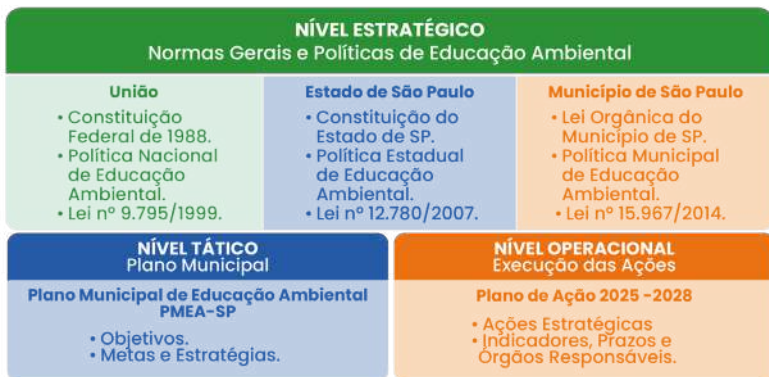 NÍVEL ESTRATÉGICO
Normas Gerais e Políticas de Educação Ambiental
União
• Constituição
Federal de 1988.
• Política Nacional
de Educação
Ambiental.
• Lei nº 9.795/1999.
Estado de São Paulo
• Constituição do
Estado de SP.
• Política Estadual
de Educação
Ambiental.
• Lei nº 12.780/2007.
Município de São Paulo
• Lei Orgânica do
Município de SP.
• Política Municipal
de Educação
Ambiental.
• Lei nº 15.967/2014.
NÍVEL TÁTICO
Plano Municipal
Plano Municipal de Educação Ambiental
PMEA-SP
• Objetivos.
• Metas e Estratégias.
NÍVEL OPERACIONAL
Execução das Ações
Plano de Ação 2025 -2028
• Ações Estratégicas
• Indicadores, Prazos e
Órgãos Responsáveis.